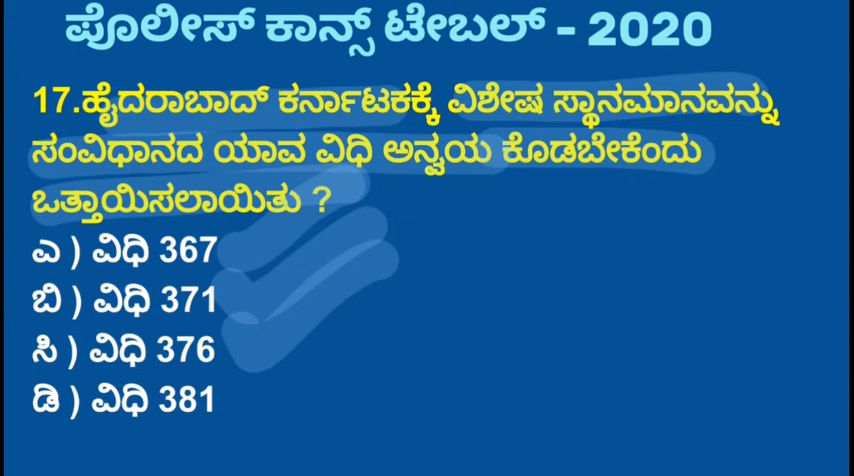 ಪೊಲೀಸ್ ಕಾನ್ಸ್ ಟೇಬಲ್ - 2020
17.ಹೈದರಾಬಾದ್ ಕರ್ನಾಟಕಕ್ಕೆ ವಿಶೇಷ ಸ್ಥಾನಮಾನವನ್ನು
ಸಂವಿಧಾನದ ಯಾವ ವಿಧಿ ಅನ್ವಯ ಕೊಡಬೇಕೆಂದು
ಒತ್ತಾಯಿಸಲಾಯಿತು ?
ಎ ) ವಿಧಿ 367
ಬಿ ) ವಿಧಿ 371
ಸಿ ) ವಿಧಿ 376
ಡಿ ) ವಿಧಿ 381